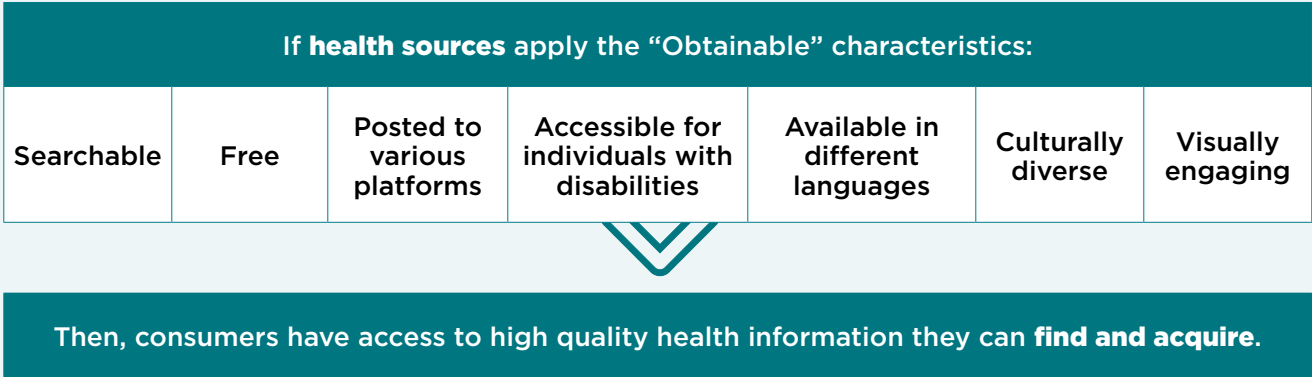 If health sources apply the “Obtainable” characteristics:
Searchable
Free
Posted to
various
platforms
Accessible for
individuals with
disabilities
Available in
different
languages
Culturally
diverse
Visually
engaging
Then, consumers have access to high quality health information they can find and acquire.